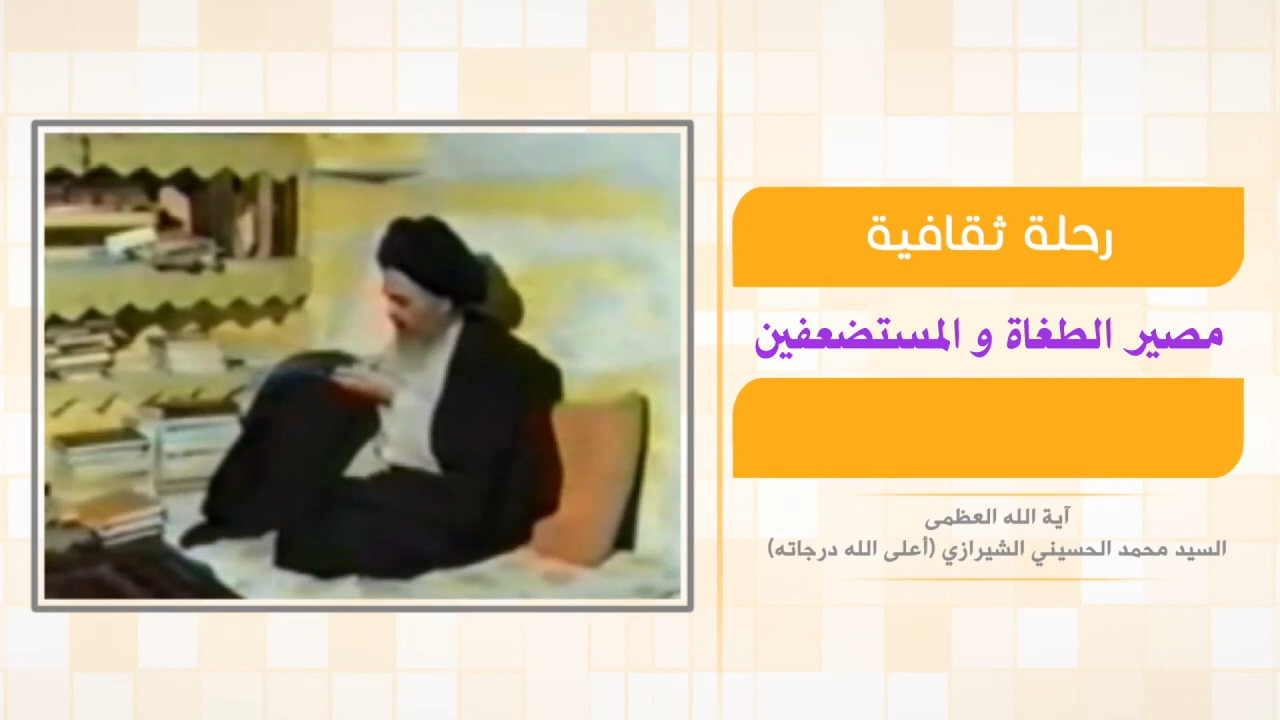 رحلة ثقافية
مصير الطغاة و المستضعفين
آية الله العظمى
السيد محمد الحسيني الشيرازي (أعلى الله درجاته)